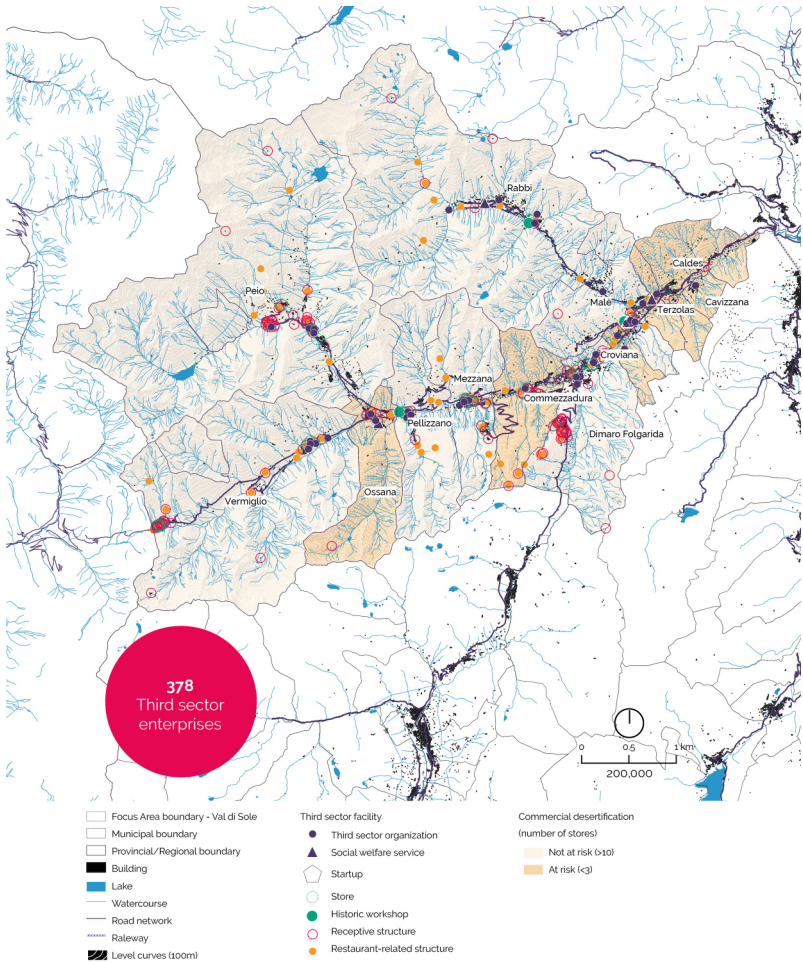 Rabbi
Caldes
Peio
Malè
Cavizzana
Terzolas
Croviana
Mezzana
Commezzadura
Pellizzano
Dimaro Folgarida
Ossana
Vermiglio
378
Third sector
enterprises
0 0.5 1 km
200,000
Focus Area boundary - Val di Sole
Municipal boundary
Provincial/Regional boundary
Building
Lake
Watercourse
Road network
Raleway
Level curves (100m)
Third sector facility
Third sector organization
Social welfare service
Startup
Store
Historic workshop
Receptive structure
Restaurant-related structure
Commercial desertification
(number of stores)
Not at risk (>10)
At risk (<3)